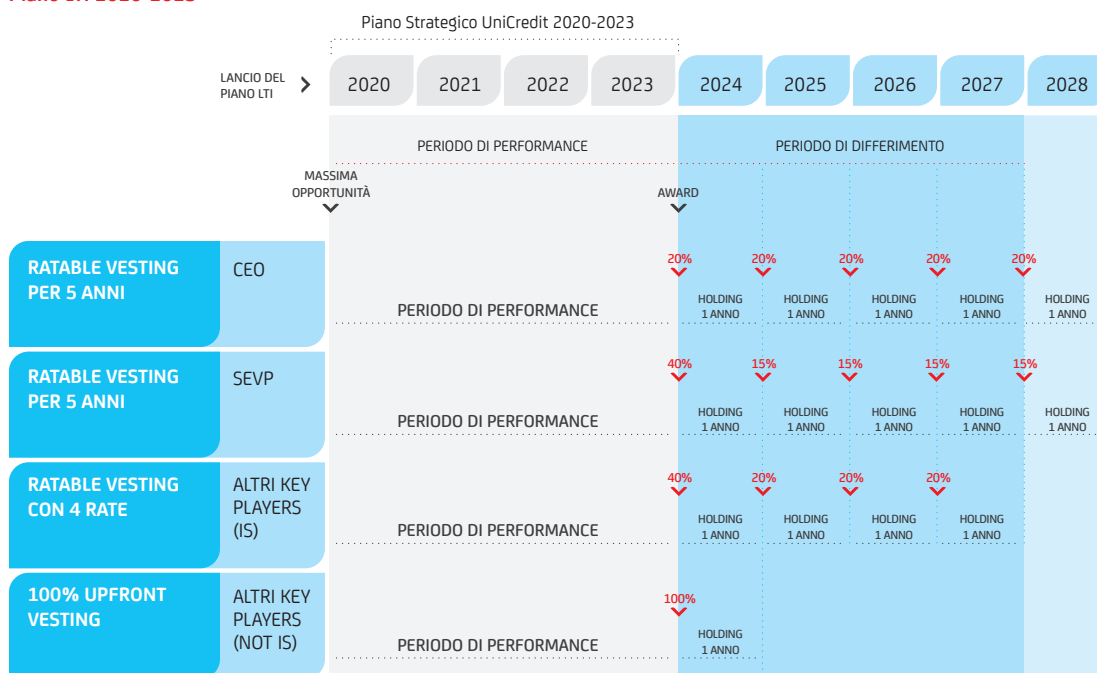 Piano Strategico UniCredit 2020-2023
LANCIO DEL
PIANO LTI
2020 2021 2022 2023 2024 2025 2026 2027 2028
PERIODO DI PERFORMANCE PERIODO DI DIFFERIMENTO
MASSIMA
OPPORTUNITÀ
AWARD
RATABLE VESTING
PER 5 ANNI
CEO
20% 20% 20% 20% 20%
PERIODO DI PERFORMANCE
HOLDING HOLDING HOLDING HOLDING HOLDING
1 ANNO 1 ANNO 1 ANNO 1 ANNO 1 ANNO
RATABLE VESTING
PER 5 ANNI
SEVP
40% 15% 15% 15% 15%
PERIODO DI PERFORMANCE
HOLDING HOLDING HOLDING HOLDING HOLDING
1 ANNO 1 ANNO 1 ANNO 1 ANNO 1 ANNO
RATABLE VESTING
CON 4 RATE
ALTRI KEY
PLAYERS
(IS)
40% 20% 20% 20%
PERIODO DI PERFORMANCE
HOLDING HOLDING HOLDING HOLDING
1 ANNO 1 ANNO 1 ANNO 1 ANNO
100% UPFRONT
VESTING
ALTRI KEY
PLAYERS
(NOT IS)
100%
PERIODO DI PERFORMANCE
HOLDING
1 ANNO